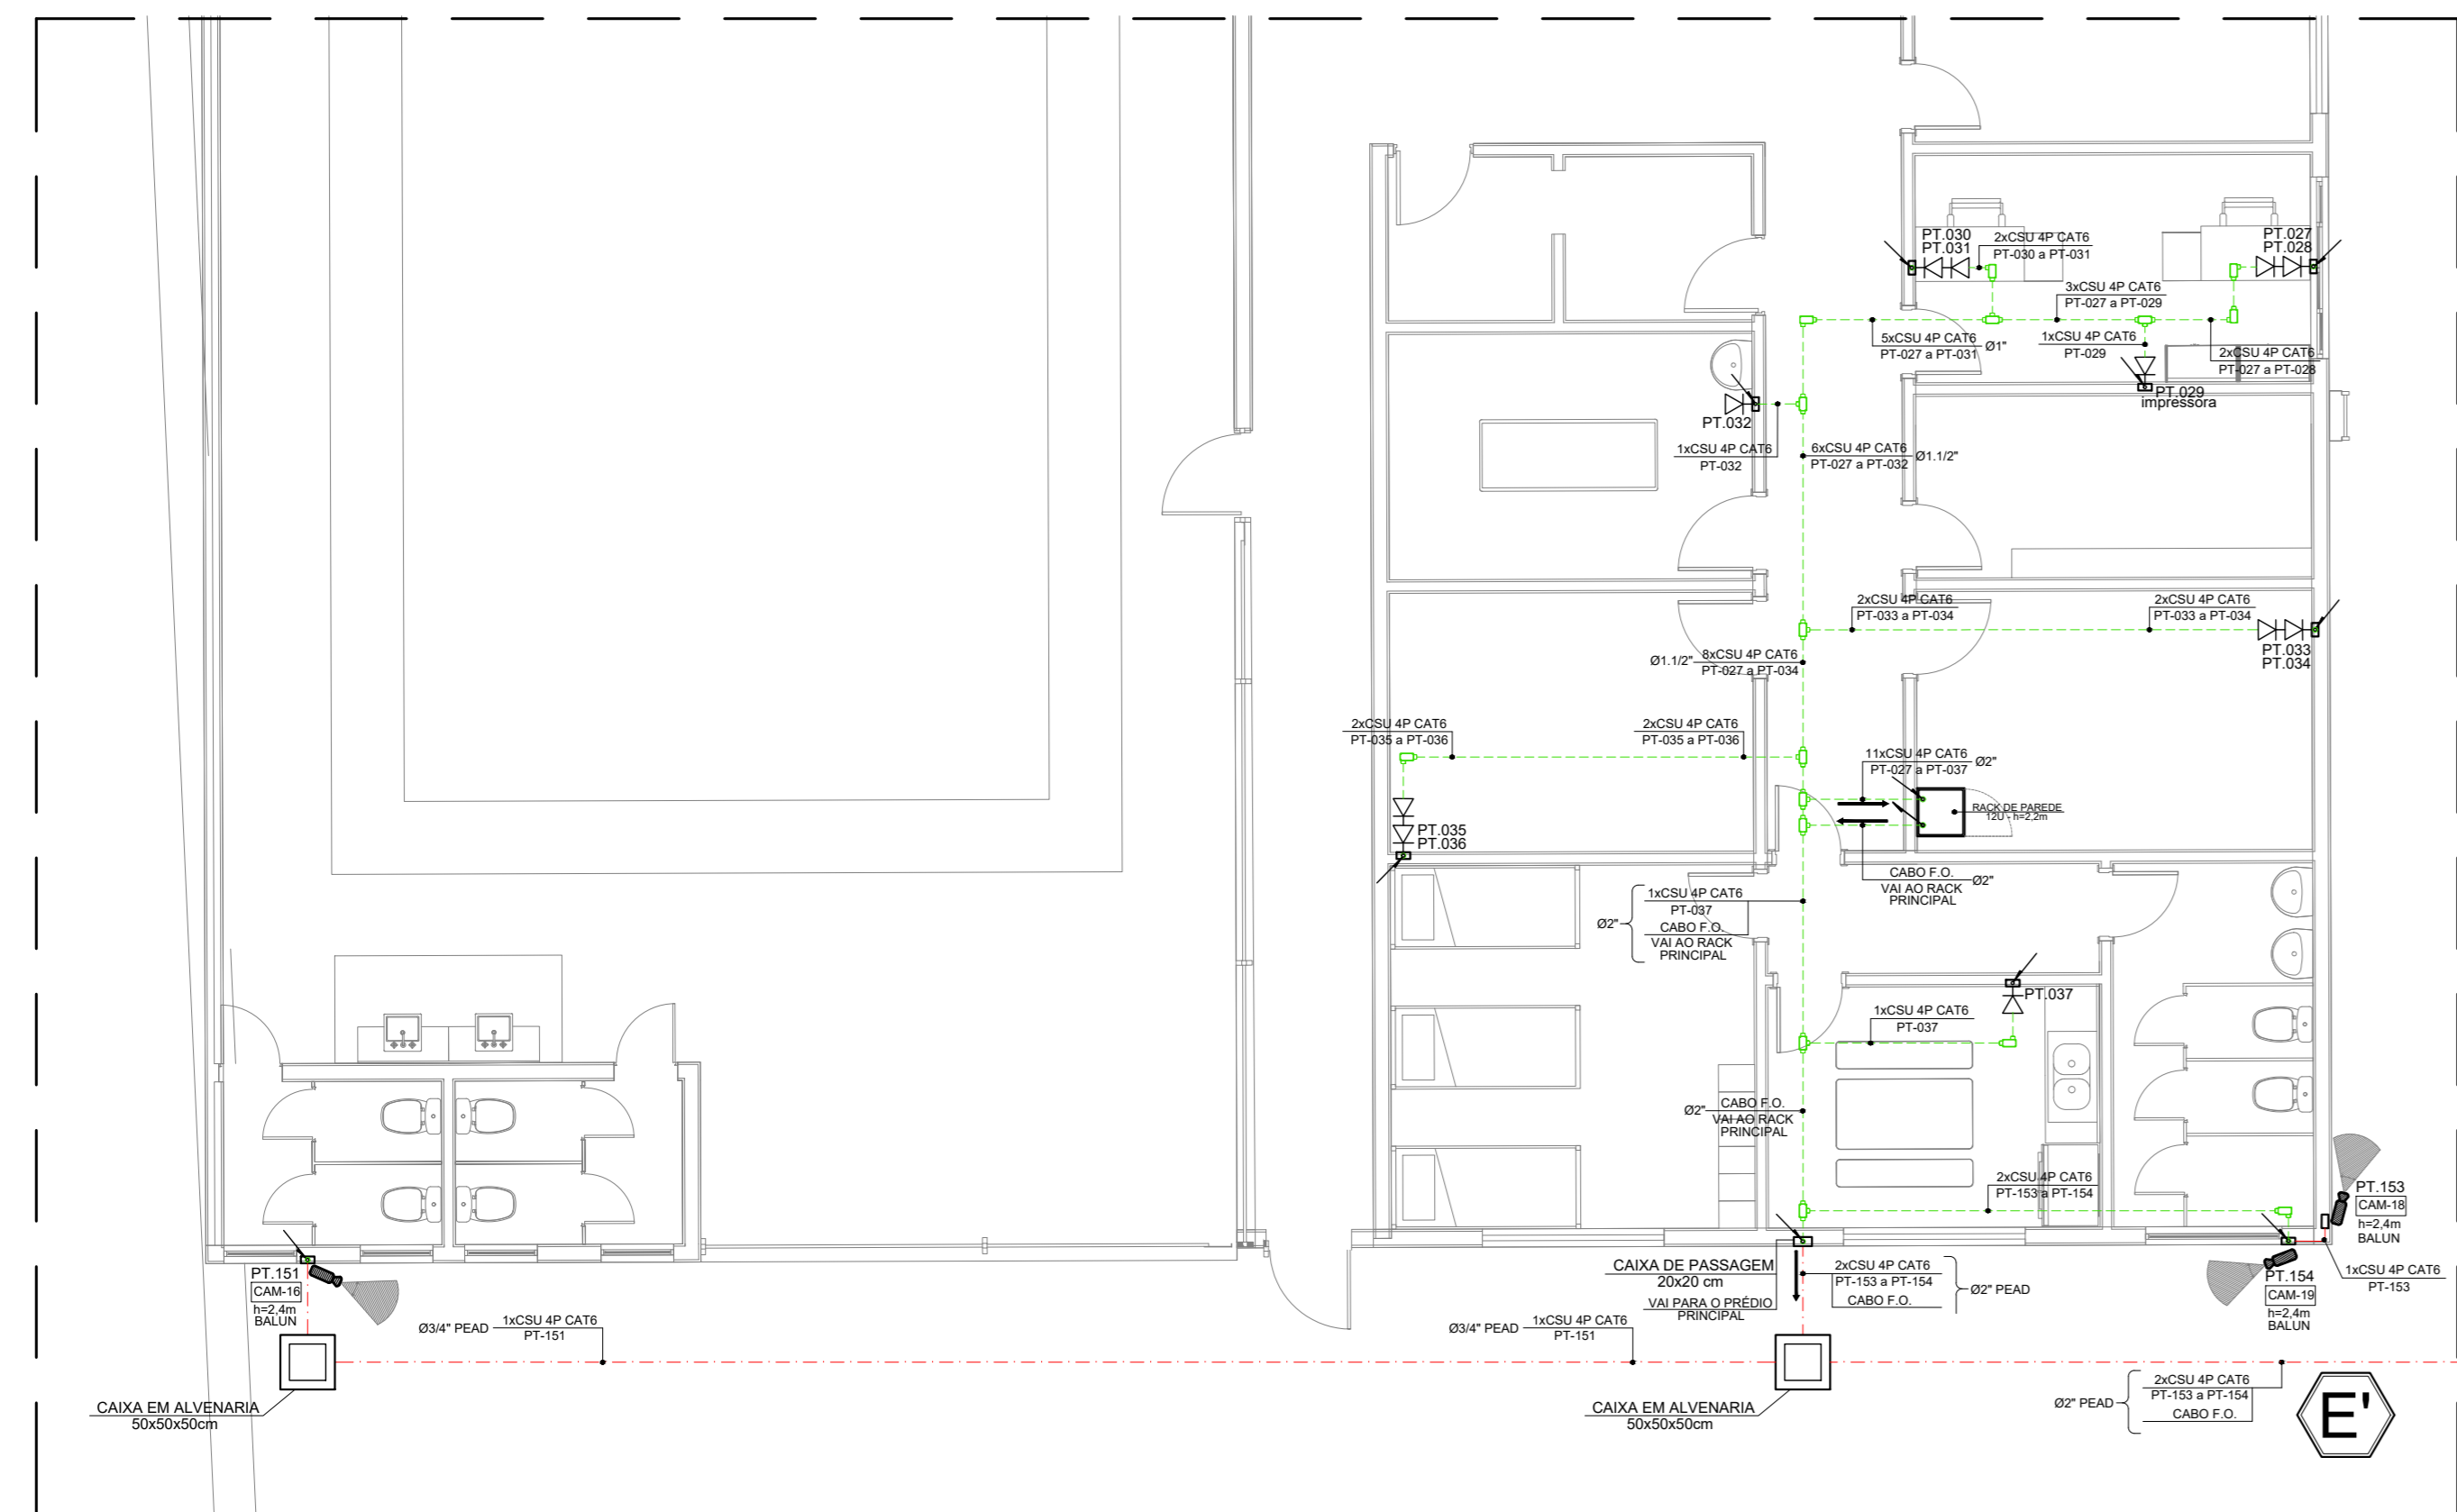 PT.030
PT.031
2xCSU 4P CAT6
PT-030 a PT-031
PT.027
PT.028
3xCSU 4P CAT6
PT-027 a PT-029
5xCSU 4P CAT6
PT-027 a PT-031
Ø1"
1xCSU 4P CAT6
PT-029
2xCSU 4P CAT6
PT-027 a PT-028
PT.029
impressora
PT.032
1xCSU 4P CAT6
PT-032
6xCSU 4P CAT6
PT-027 a PT-032
Ø1.1/2"
2xCSU 4P CAT6
PT-033 a PT-034
2xCSU 4P CAT6
PT-033 a PT-034
PT.033
PT.034
Ø1.1/2"
8xCSU 4P CAT6
PT-027 a PT-034
2xCSU 4P CAT6
PT-035 a PT-036
2xCSU 4P CAT6
PT-035 a PT-036
11xCSU 4P CAT6
PT-027 a PT-037
Ø2"
RACK DE PAREDE
12U - h=2,2m
PT.035
PT.036
CABO F.O.
VAI AO RACK
PRINCIPAL
Ø2"
Ø2"
1xCSU 4P CAT6
PT-037
CABO F.O.
VAI AO RACK
PRINCIPAL
PT.037
1xCSU 4P CAT6
PT-037
Ø2"
CABO F.O.
VAI AO RACK
PRINCIPAL
2xCSU 4P CAT6
PT-153 a PT-154
PT.153
CAM-18
h=2,4m
BALUN
PT.151
CAM-16
h=2,4m
BALUN
CAIXA DE PASSAGEM
20x20 cm
VAI PARA O PRÉDIO
PRINCIPAL
2xCSU 4P CAT6
PT-153 a PT-154
CABO F.O.
Ø2" PEAD
PT.154
CAM-19
h=2,4m
BALUN
1xCSU 4P CAT6
PT-153
Ø3/4" PEAD
1xCSU 4P CAT6
PT-151
Ø3/4" PEAD
1xCSU 4P CAT6
PT-151
CAIXA EM ALVENARIA
50x50x50cm
CAIXA EM ALVENARIA
50x50x50cm
Ø2" PEAD
2xCSU 4P CAT6
PT-153 a PT-154
CABO F.O.
E'